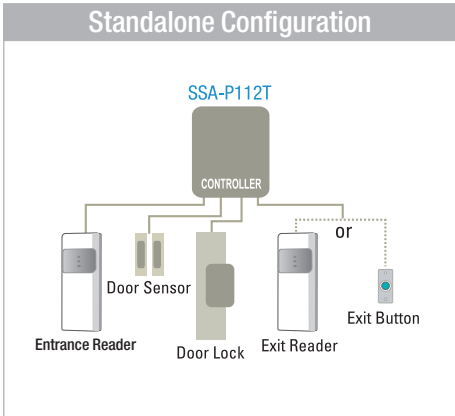 Standalone Configuration
SSA-P112T
CONTROLLER
or
Door Sensor
Exit Button
Entrance Reader
Door Lock
Exit Reader